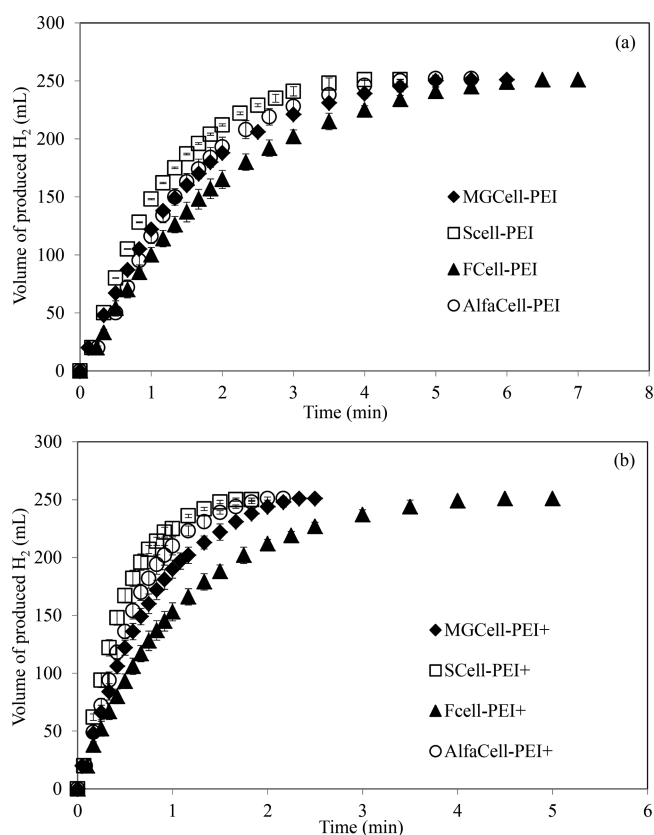 300
(a)
250
200
150
100
50
0
Volume of produced H2 (mL)
MGCell-PEI
Scell-PEI
FCell-PEI
AlfaCell-PEI
0 1 2 3 4 5 6 7 8
Time (min)
300
(b)
250
200
150
100
50
0
Volume of produced H2 (mL)
MGCell-PEI+
SCell-PEI+
Fcell-PEI+
AlfaCell-PEI+
0 1 2 3 4 5 6
Time (min)